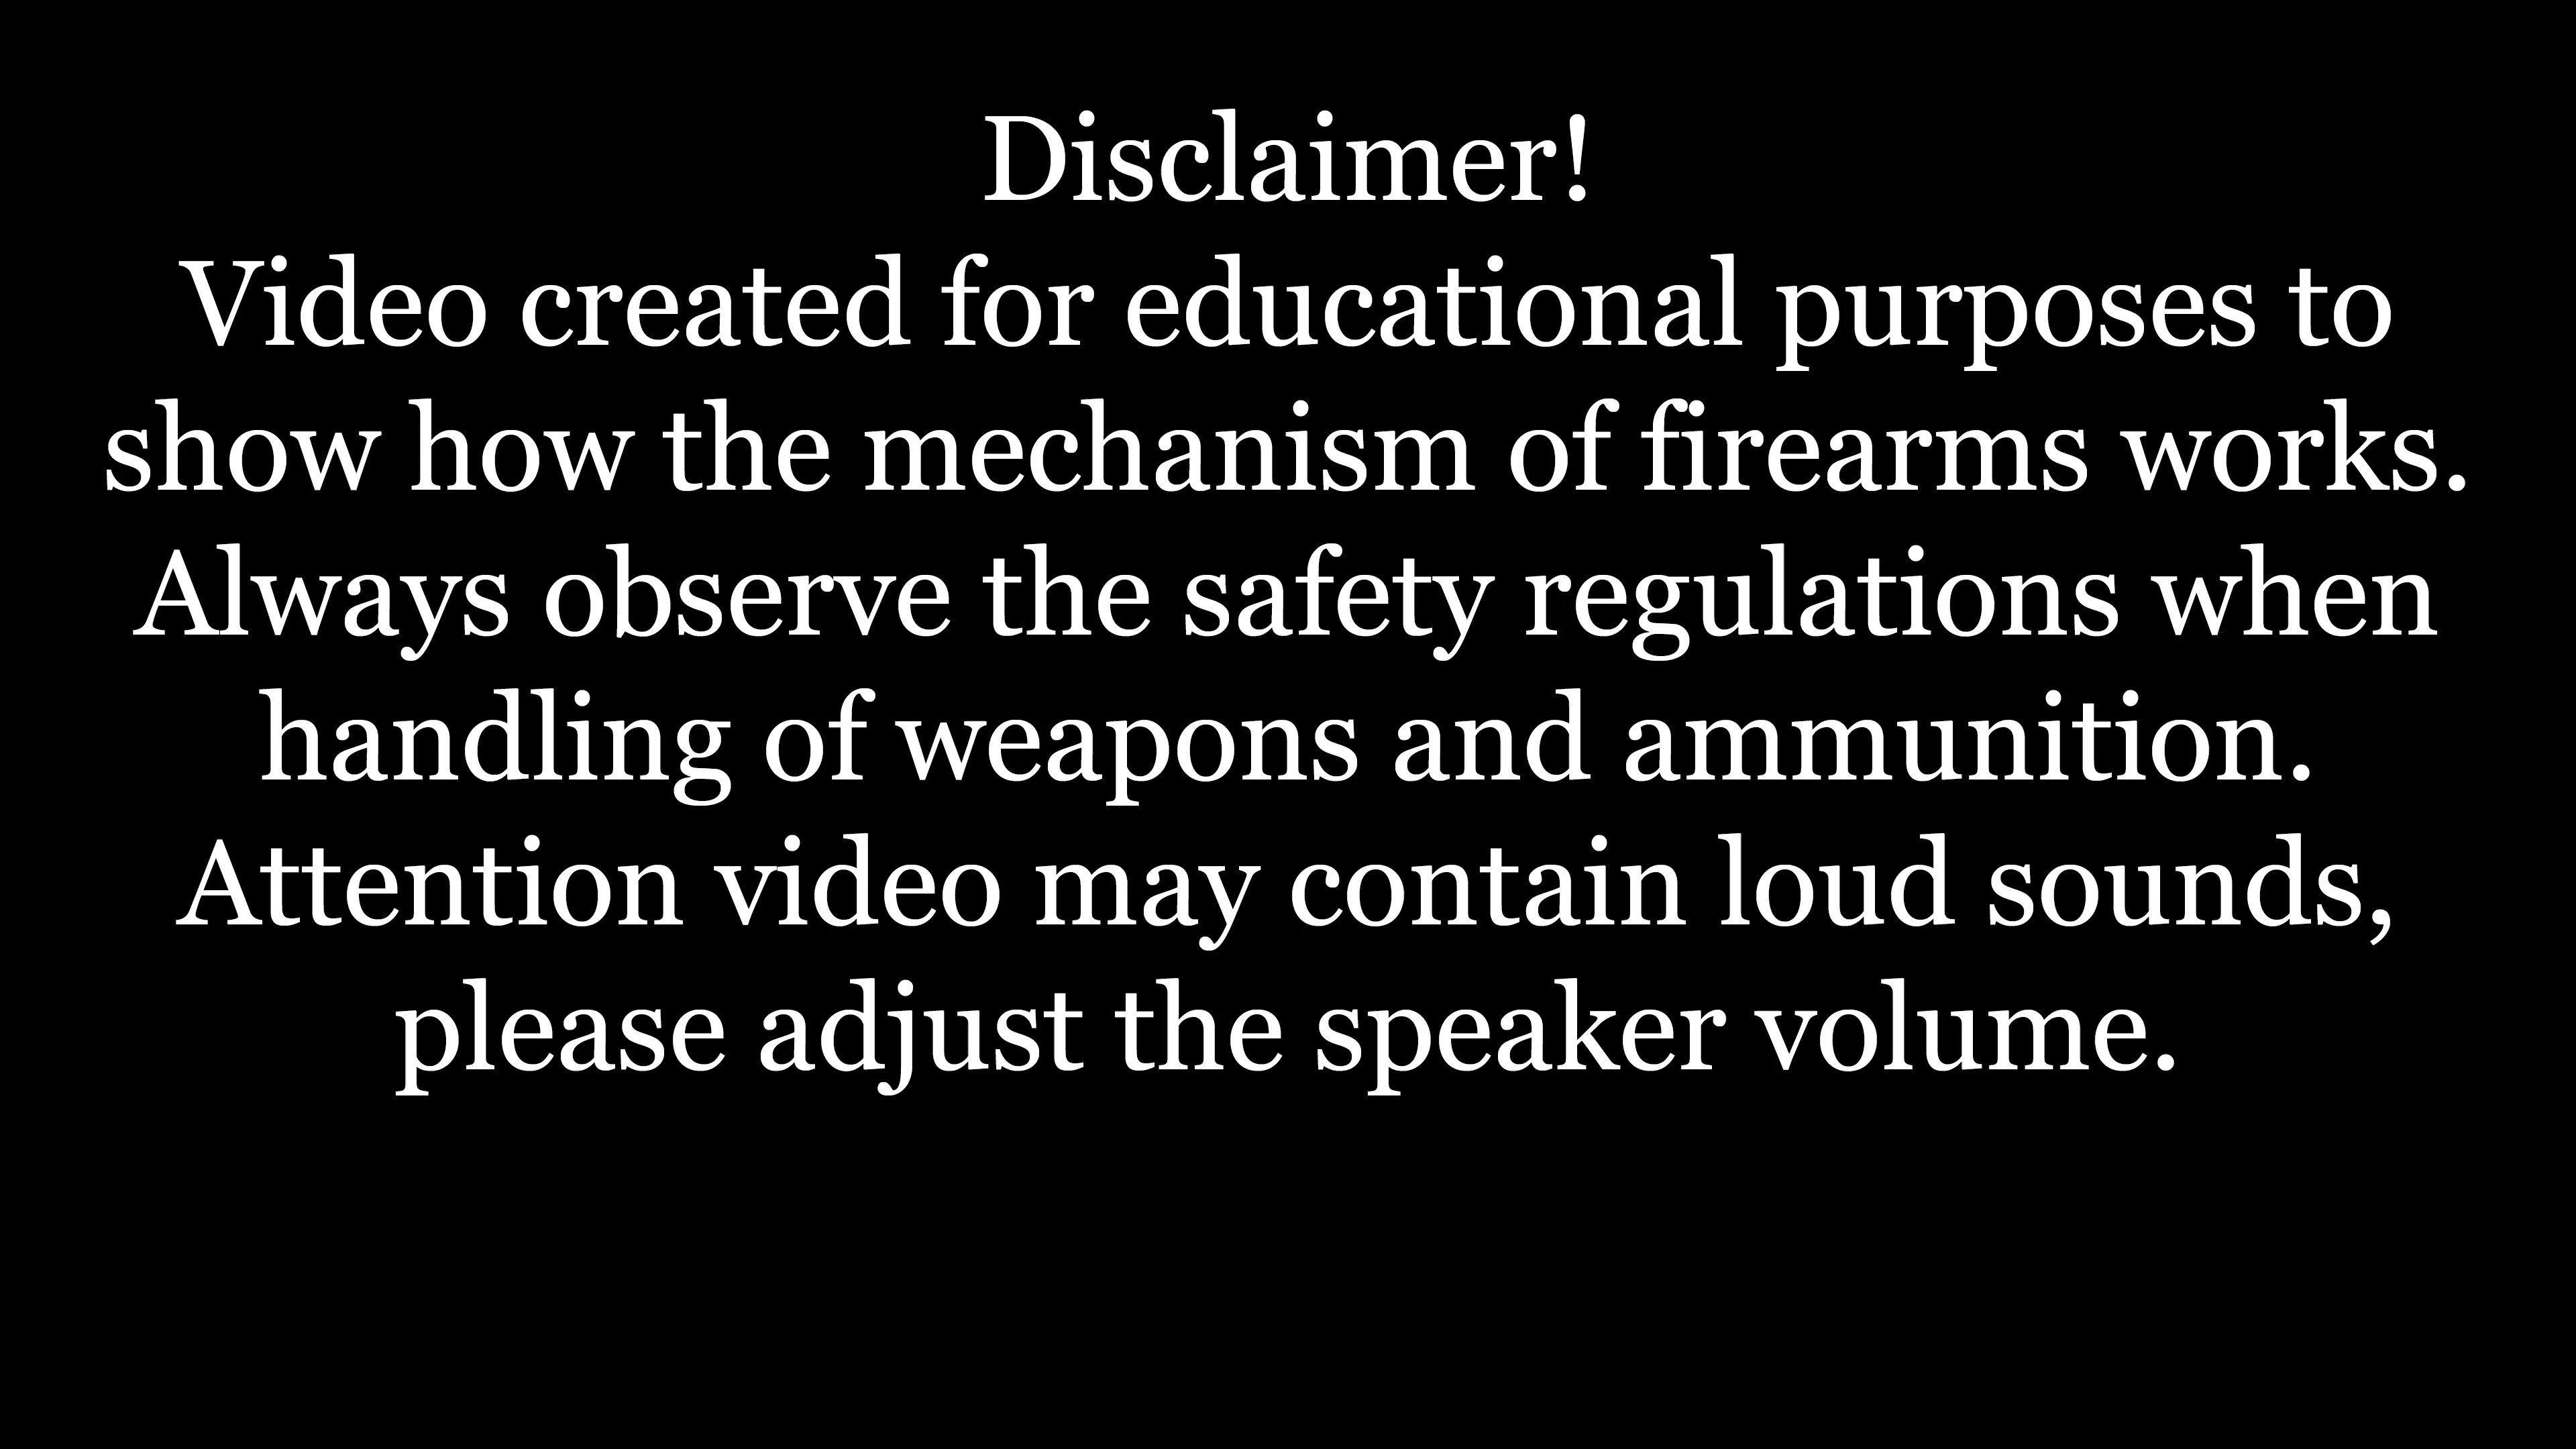 Disclaimer!
Video created for educational purposes to
show how the mechanism of firearms works.
Always observe the safety regulations when
handling of weapons and ammunition.
Attention video may contain loud sounds,
please adjust the speaker volume.